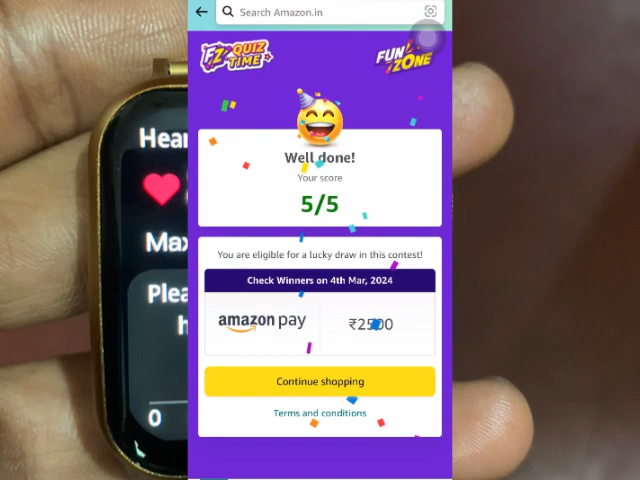 Search Amazon.in
FZ QUIZ
TIME
FUN
ZONE
Well done!
Your score
5/5
You are eligible for a lucky draw in this contest!
Check Winners on 4th Mar, 2024
amazon pay
₹2500
Continue shopping
Terms and conditions
Hear
Max
Plea
h
0